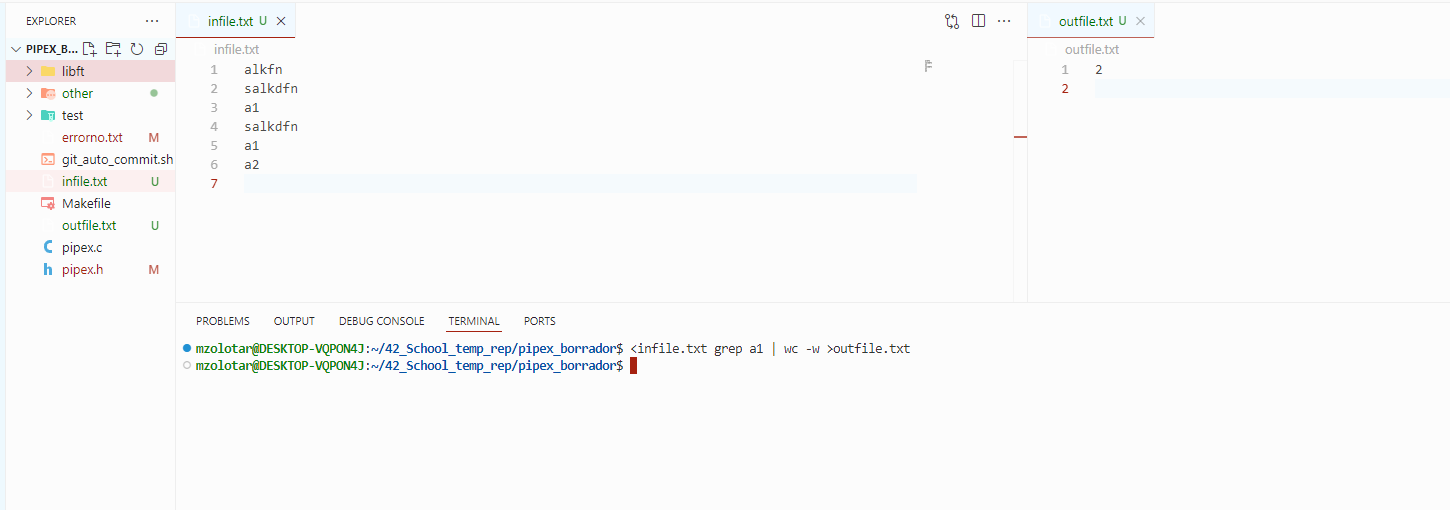 EXPLORER
PIPEX_B...
libft
other
test
errorno.txt M
git_auto_commit.sh
infile.txt U
Makefile
outfile.txt U
pipex.c
pipex.h M
infile.txt U
infile.txt
1 alkfn
2 salkdfn
3 a1
4 salkdfn
5 a1
6 a2
7
outfile.txt U
outfile.txt
1 2
2
PROBLEMS OUTPUT DEBUG CONSOLE TERMINAL PORTS
mzolotar@DESKTOP-VQPON4J:~/42_School_temp_rep/pipex_borrador$ <infile.txt grep a1 | wc -w >outfile.txt
mzolotar@DESKTOP-VQPON4J:~/42_School_temp_rep/pipex_borrador$